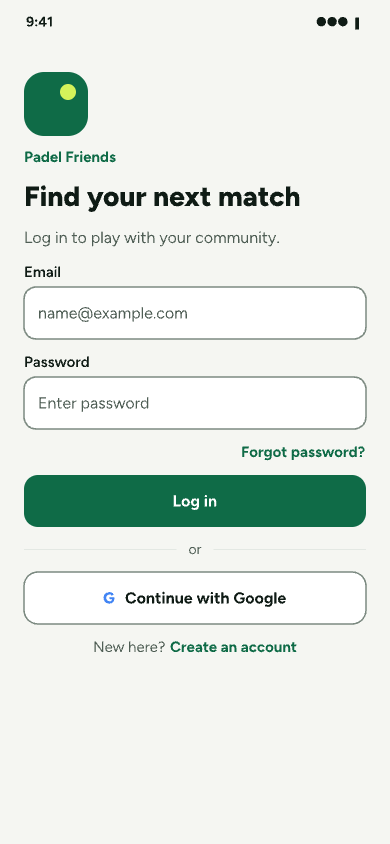 9:41
Padel Friends
Find your next match
Log in to play with your community.
Email
name@example.com
Password
Enter password
Forgot password?
Log in
or
G Continue with Google
New here? Create an account